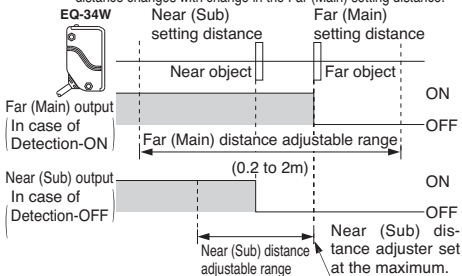 distance changes with change in the Far (Main) setting distance.
EQ-34W
Near (Sub)
setting distance
Far (Main)
setting distance
Near object
Far object
Far (Main) output
In case of
Detection-ON
ON
OFF
Far (Main) distance adjustable range
(0.2 to 2m)
Near (Sub) output
In case of
Detection-OFF
ON
OFF
Near (Sub) distance
adjustable range
Near (Sub) dis-
tance adjuster set
at the maximum.